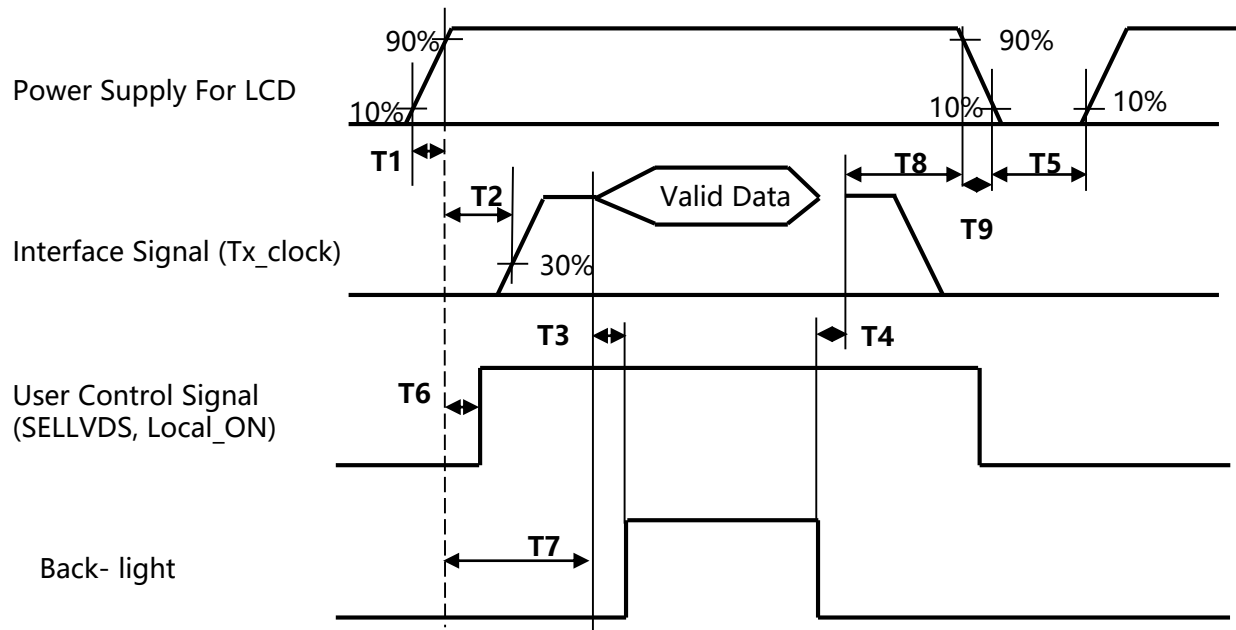 90%
90%
Power Supply For LCD
10%
10%
10%
T1
T8
T5
T2
Valid Data
T9
Interface Signal (Tx_clock)
30%
T3
T4
User Control Signal
(SELLVDS, Local_ON)
T6
T7
Back- light